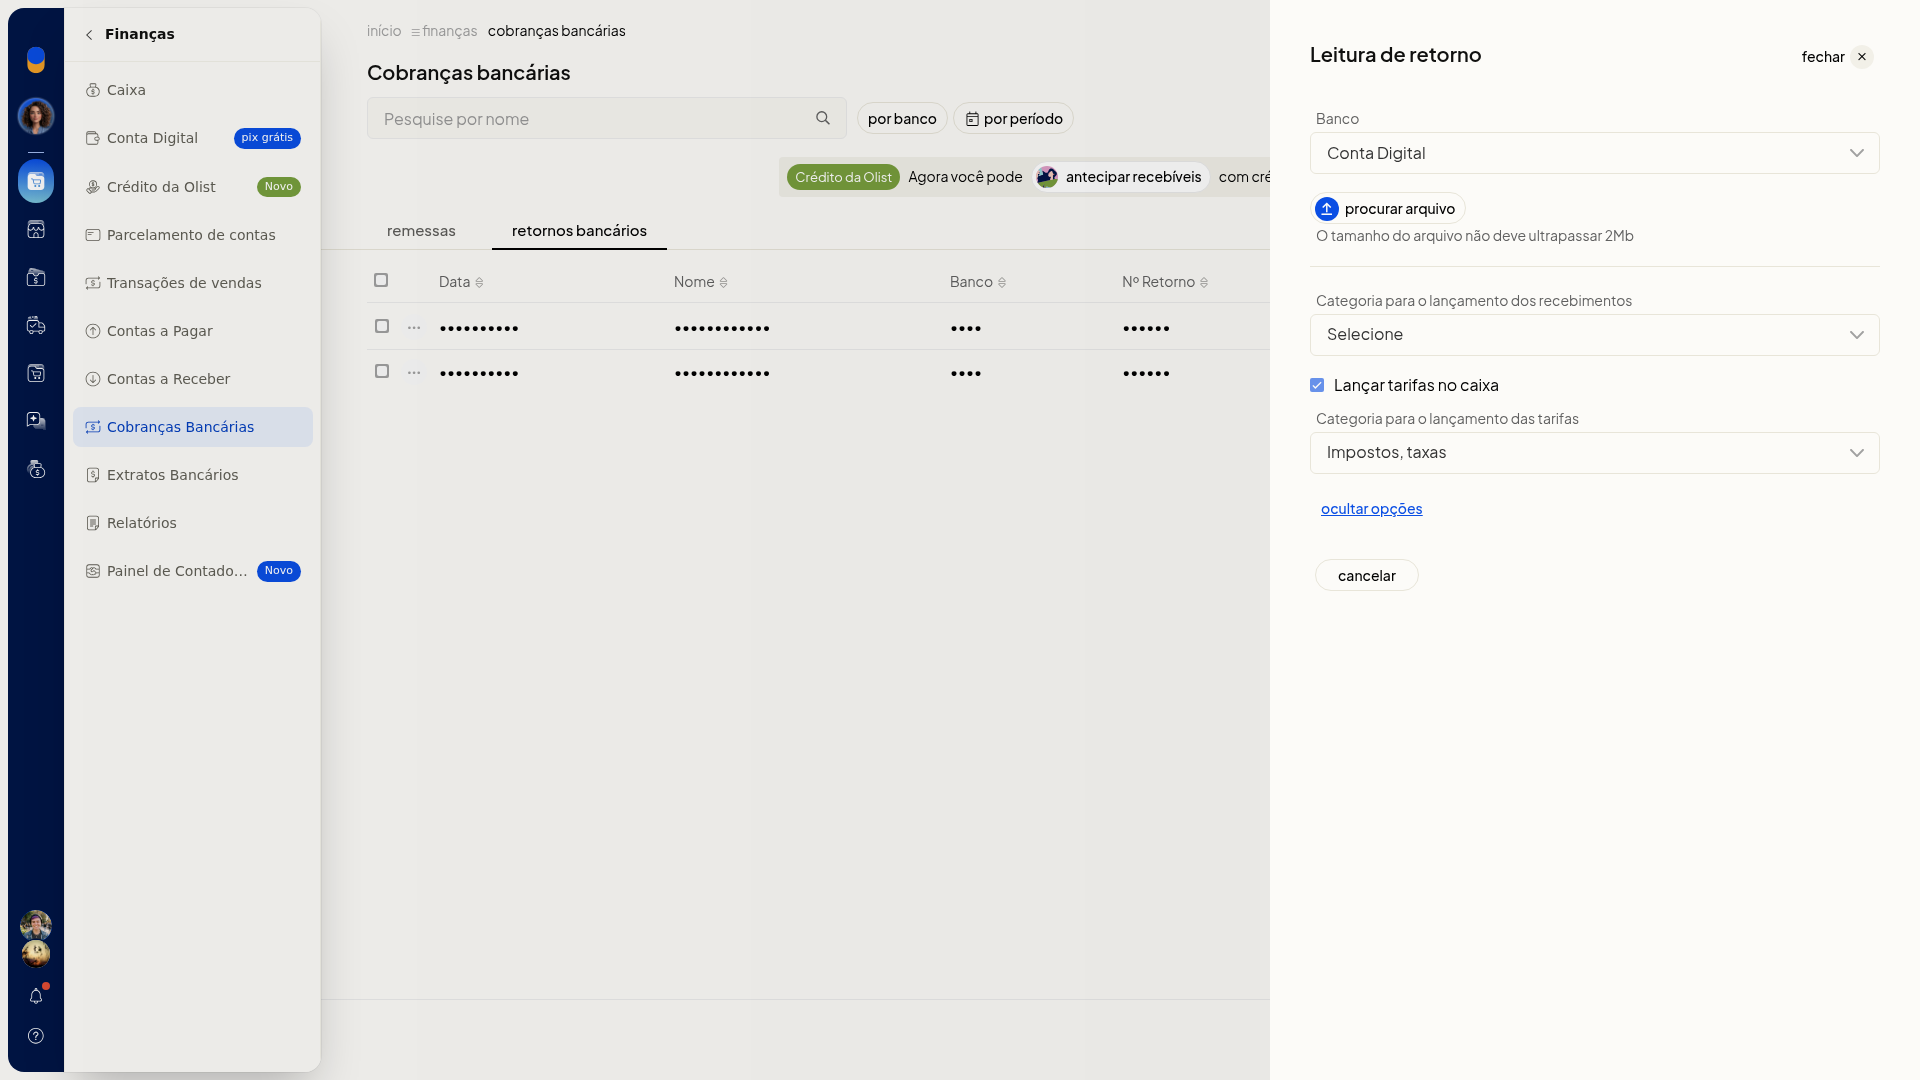 Finanças
Caixa
Conta Digital
pix grátis
Crédito da Olist
Novo
Parcelamento de contas
Transações de vendas
Contas a Pagar
Contas a Receber
Cobranças Bancárias
Extratos Bancários
Relatórios
Painel de Contado...
Novo
início finanças cobranças bancárias
Cobranças bancárias
Pesquise por nome
por banco
por período
Crédito da Olist Agora você pode antecipar recebíveis com cré
remessas
retornos bancários
Data Nome Banco Nº Retorno
•••••••••• •••••••••••• •••• ••••••
•••••••••• •••••••••••• •••• ••••••
Leitura de retorno
fechar
Banco
Conta Digital
procurar arquivo
O tamanho do arquivo não deve ultrapassar 2Mb
Categoria para o lançamento dos recebimentos
Selecione
Lançar tarifas no caixa
Categoria para o lançamento das tarifas
Impostos, taxas
ocultar opções
cancelar